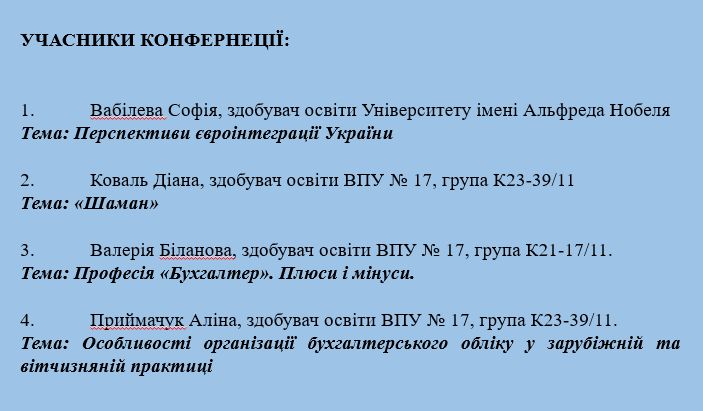 УЧАСНИКИ КОНФЕРНЕЦІЇ:
1. Вабілева Софія, здобувач освіти Університету імені Альфреда Нобеля
Тема: Перспективи євроінтеграції України
2. Коваль Діана, здобувач освіти ВПУ № 17, група К23-39/11
Тема: «Шаман»
3. Валерія Біланова, здобувач освіти ВПУ № 17, група К21-17/11.
Тема: Професія «Бухгалтер». Плюси і мінуси.
4. Приймачук Аліна, здобувач освіти ВПУ № 17, група К23-39/11.
Тема: Особливості організації бухгалтерського обліку у зарубіжній та
вітчизняній практиці